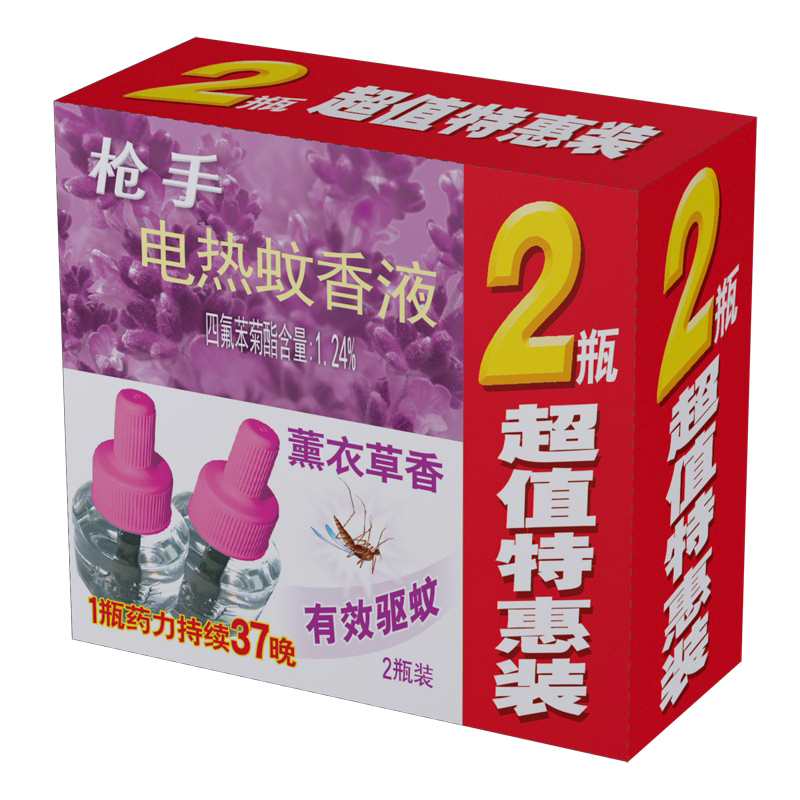 2瓶 超值特惠装
枪手
电热蚊香液
四氟苯菊酯含量:1.24%
薰衣草香
有效驱蚊
1瓶药力持续37晚
2瓶装
2瓶
超值特惠装
2瓶
超值特惠装